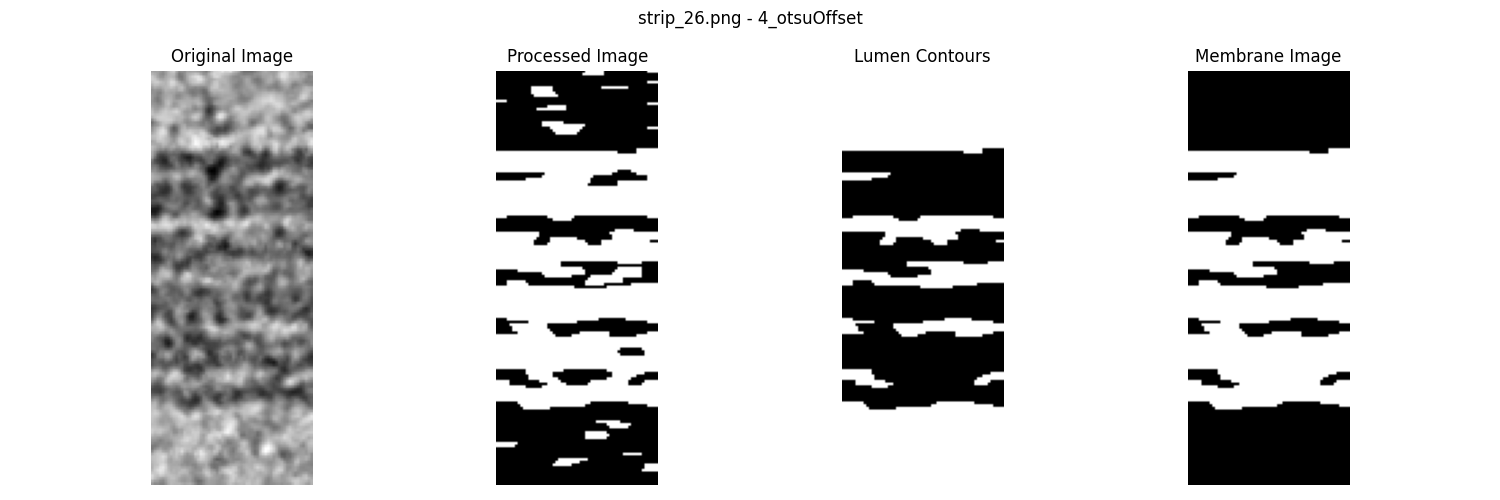 strip_26.png - 4_otsuOffset
Original Image
Processed Image
Lumen Contours
Membrane Image